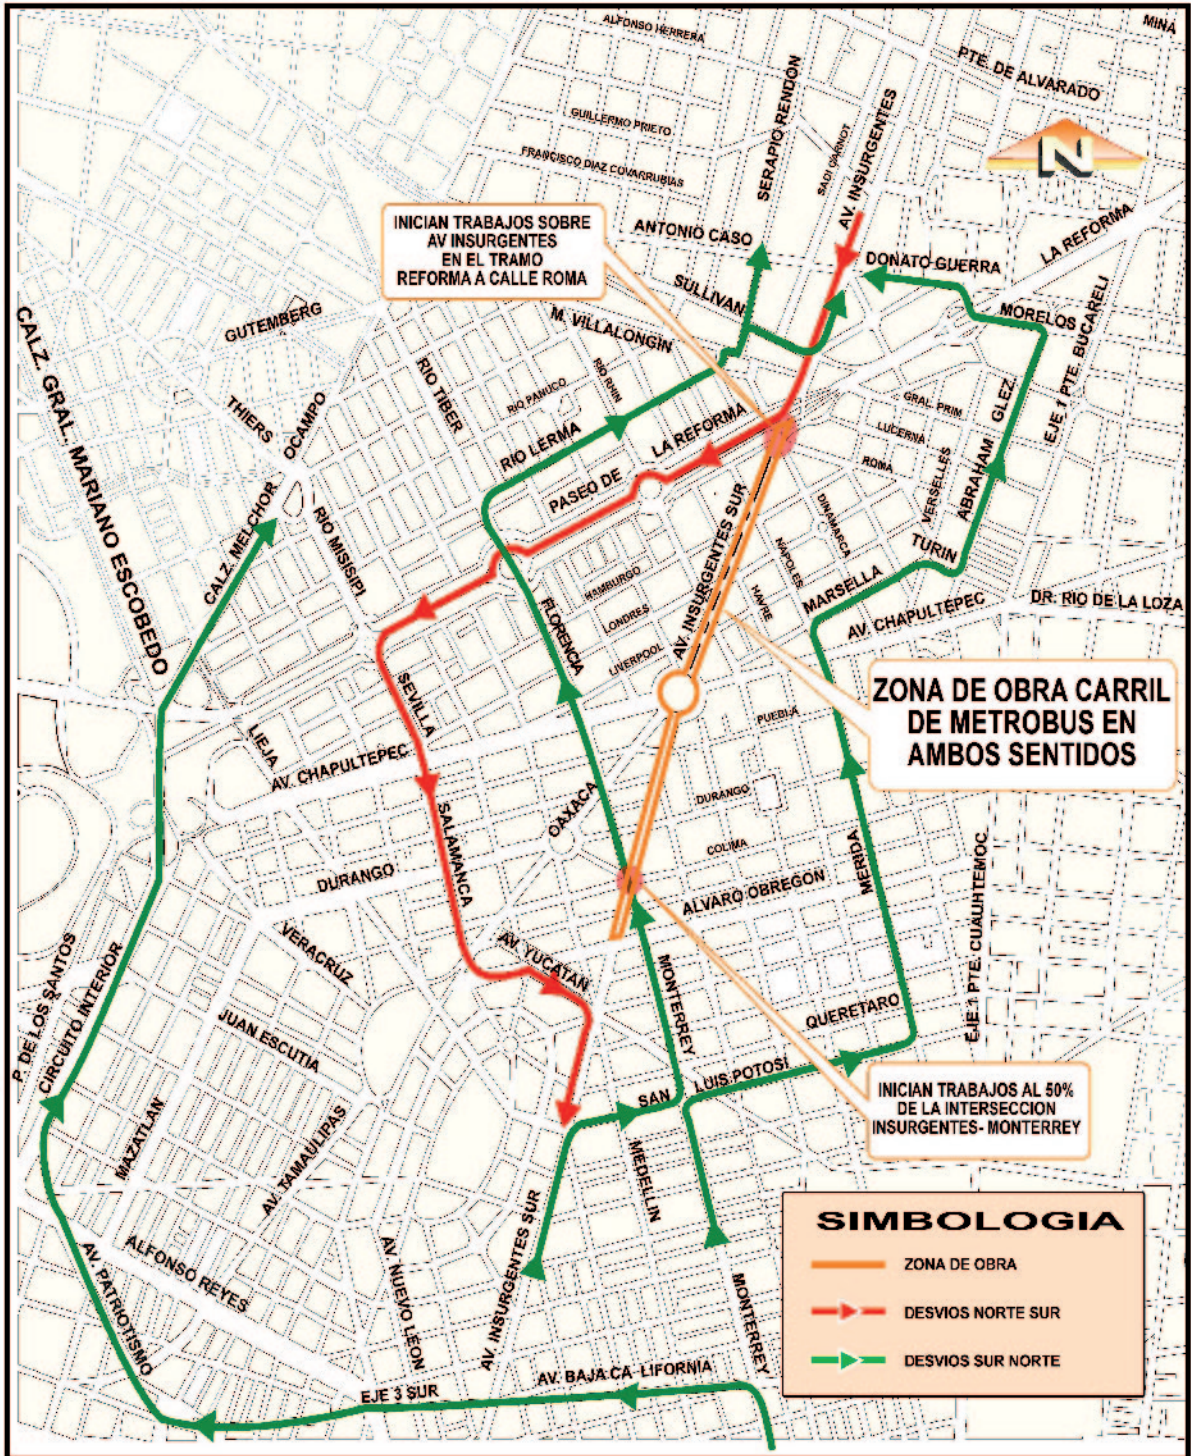 ALFONSO HERRERA
MINA
PTE. DE ALVARADO
GUILLERMO PRIETO
SERAPIO RENDON
SADI CARNOT
AV. INSURGENTES
FRANCISCO DIAZ COVARRUBIAS
N
INICIAN TRABAJOS SOBRE
AV INSURGENTES
EN EL TRAMO
REFORMA A CALLE ROMA
ANTONIO CASO
DONATO GUERRA
LA REFORMA
SULLIVAN
MORELOS
EJE 1 PTE. BUCARELI
GUTEMBERG
M. VILLALONGIN
CALZ. GRAL. MARIANO ESCOBEDO
RIO TIBER
RIO PANUCO
RIO RHIN
THIERS
CALZ. MELCHOR OCAMPO
RIO LERMA
PASEO DE LA REFORMA
GRAL. PRIM
LUCERNA
ROMA
VERSELLES
ABRAHAM GLEZ.
RIO MISISIPI
AV. INSURGENTES SUR
DINAMARCA
NAPOLES
HAVRE
TURIN
MARSELLA
HAMBURGO
LONDRES
LIVERPOOL
FLORENCIA
AV. CHAPULTEPEC
DR. RIO DE LA LOZA
SEVILLA
LIEJA
AV. CHAPULTEPEC
ZONA DE OBRA CARRIL
DE METROBUS EN
AMBOS SENTIDOS
PUEBLA
DURANGO
COLIMA
OAXACA
SALAMANCA
DURANGO
ALVARO OBREGON
MERIDA
EJE 1 PTE. CUAUHTEMOC
VERACRUZ
AV. YUCATAN
MONTERREY
QUERETARO
P. DE LOS SANTOS
CIRCUITO INTERIOR
JUAN ESCUTIA
SAN LUIS POTOSI
INICIAN TRABAJOS AL 50%
DE LA INTERSECCION
INSURGENTES- MONTERREY
MAZATLAN
AV. TAMAULIPAS
MEDELLIN
AV. INSURGENTES SUR
ALFONSO REYES
AV. PATRIOTISMO
AV. NUEVO LEON
MONTERREY
EJE 3 SUR
AV. BAJA CA LIFORNIA
SIMBOLOGIA
ZONA DE OBRA
DESVIOS NORTE SUR
DESVIOS SUR NORTE